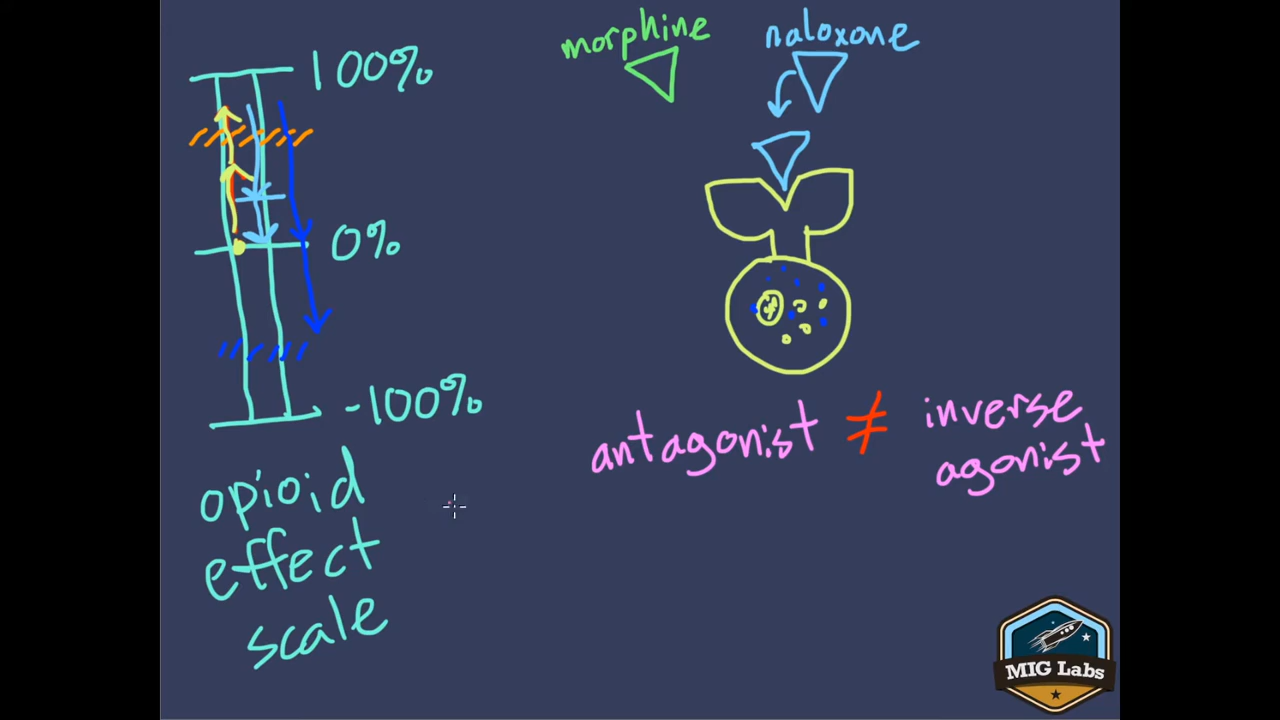 morphine
naloxone
100%
0%
-100%
antagonist ≠ inverse
agonist
opioid
effect
scale
MIG Labs